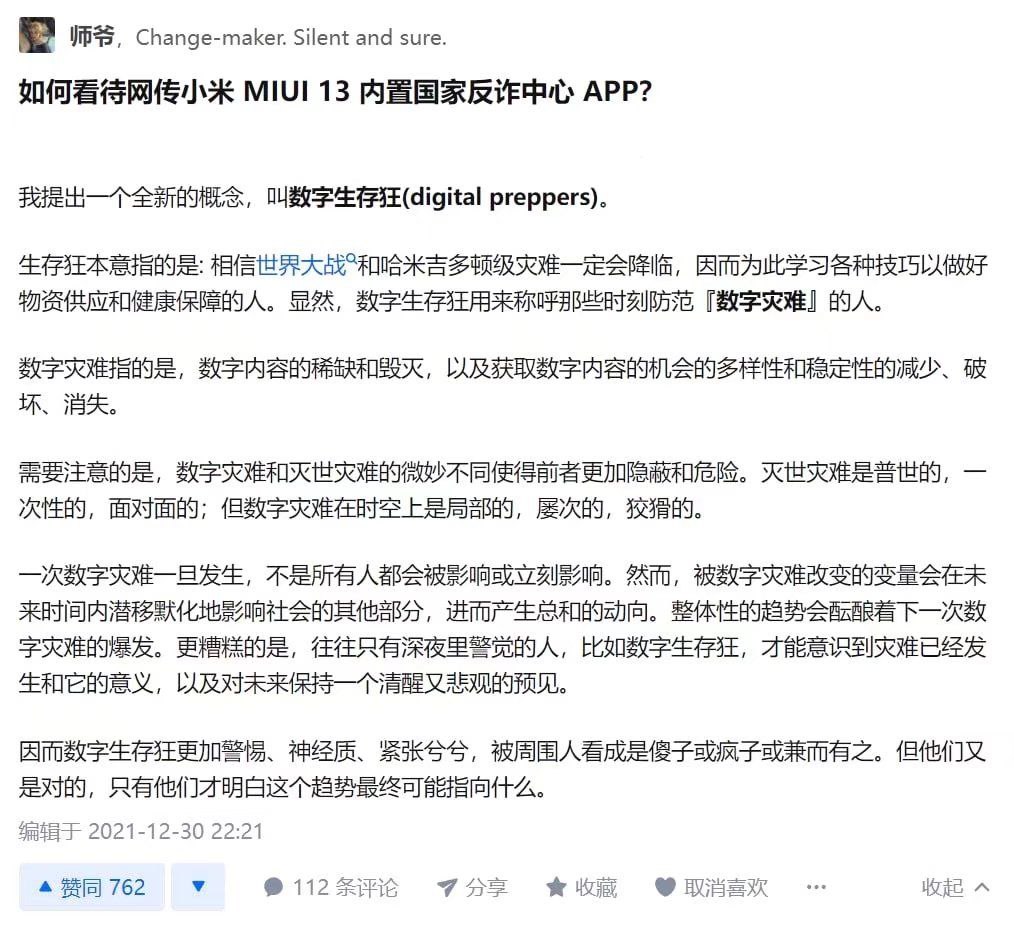 师爷，Change-maker. Silent and sure.
如何看待网传小米 MIUI 13 内置国家反诈中心 APP？
我提出一个全新的概念，叫数字生存狂(digital preppers)。
生存狂本意指的是: 相信世界大战和哈米吉多顿级灾难一定会降临，因而为此学习各种技巧以做好
物资供应和健康保障的人。显然，数字生存狂用来称呼那些时刻防范『数字灾难』的人。
数字灾难指的是，数字内容的稀缺和毁灭，以及获取数字内容的机会的多样性和稳定性的减少、破
坏、消失。
需要注意的是，数字灾难和灭世灾难的微妙不同使得前者更加隐蔽和危险。灭世灾难是普世的，一
次性的，面对面的；但数字灾难在时空上是局部的，屡次的，狡猾的。
一次数字灾难一旦发生，不是所有人都会被影响或立刻影响。然而，被数字灾难改变的变量会在未
来时间内潜移默化地影响社会的其他部分，进而产生总和的动向。整体性的趋势会酝酿着下一次数
字灾难的爆发。更糟糕的是，往往只有深夜里警觉的人，比如数字生存狂，才能意识到灾难已经发
生和它的意义，以及对未来保持一个清醒又悲观的预见。
因而数字生存狂更加警惕、神经质、紧张兮兮，被周围人看成是傻子或疯子或兼而有之。但他们又
是对的，只有他们才明白这个趋势最终可能指向什么。
编辑于 2021-12-30 22:21
赞同 762 112 条评论 分享 收藏 取消喜欢 ··· 收起